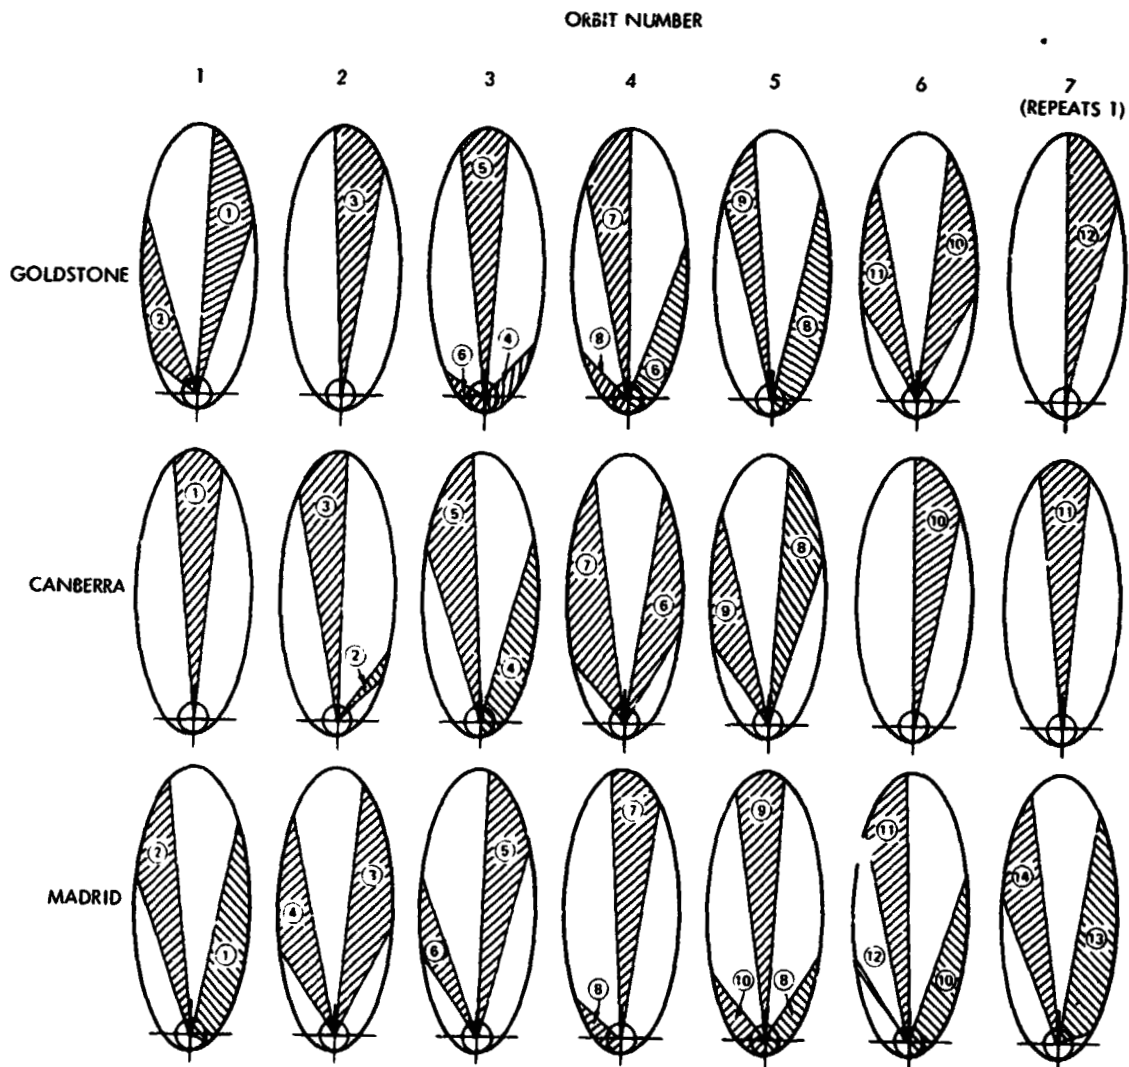 ORBIT NUMBER
1 2 3 4 5 6 7
(REPEATS 1)
GOLDSTONE
1 2
3
5 6 4
7 8 6
9 8
11 10
12
CANBERRA
1
3 2
5 4
7 6
9 8
10
11
MADRID
2 1
4 3
6 5
7 8
9 10 8
11 12 10
14 13